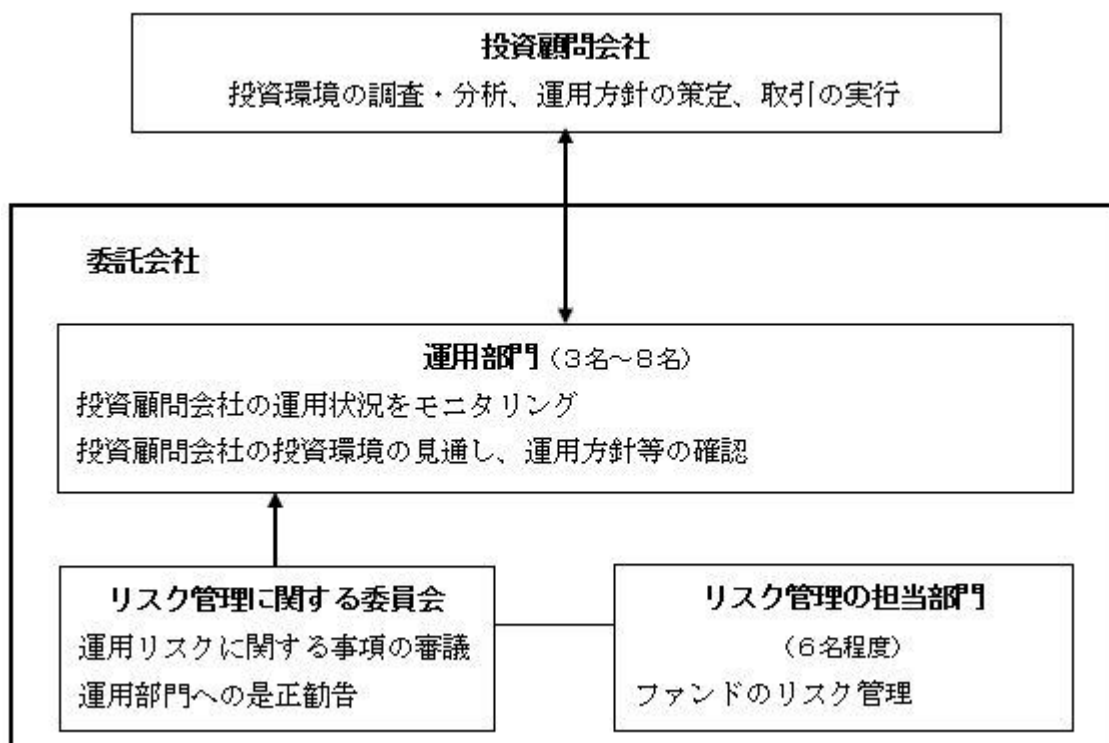 投資顧問会社
投資環境の調査・分析、運用方針の策定、取引の実行
委託会社
運用部門（３名～８名）
投資顧問会社の運用状況をモニタリング
投資顧問会社の投資環境の見通し、運用方針等の確認
リスク管理に関する委員会
運用リスクに関する事項の審議
運用部門への是正勧告
リスク管理の担当部門
（６名程度）
ファンドのリスク管理